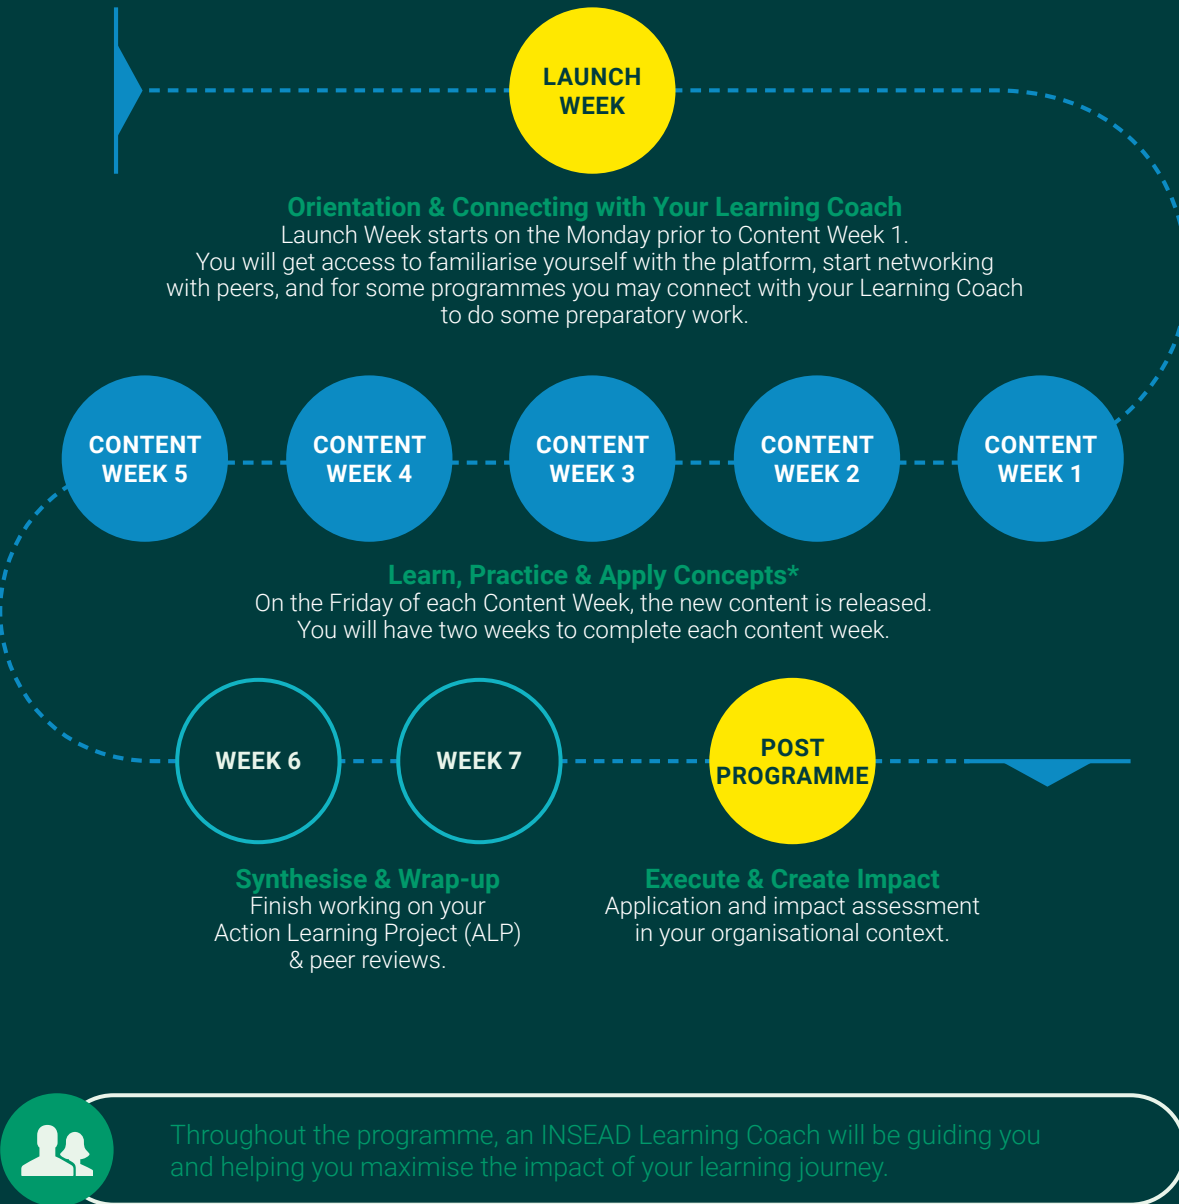 LAUNCH
WEEK
Orientation & Connecting with Your Learning Coach
Launch Week starts on the Monday prior to Content Week 1.
You will get access to familiarise yourself with the platform, start networking
with peers, and for some programmes you may connect with your Learning Coach
to do some preparatory work.
CONTENT
WEEK 5
CONTENT
WEEK 4
CONTENT
WEEK 3
CONTENT
WEEK 2
CONTENT
WEEK 1
Learn, Practice & Apply Concepts*
On the Friday of each Content Week, the new content is released.
You will have two weeks to complete each content week.
WEEK 6
WEEK 7
POST
PROGRAMME
Synthesise & Wrap-up
Finish working on your
Action Learning Project (ALP)
& peer reviews.
Execute & Create Impact
Application and impact assessment
in your organisational context.
Throughout the programme, an INSEAD Learning Coach will be guiding you
and helping you maximise the impact of your learning journey.